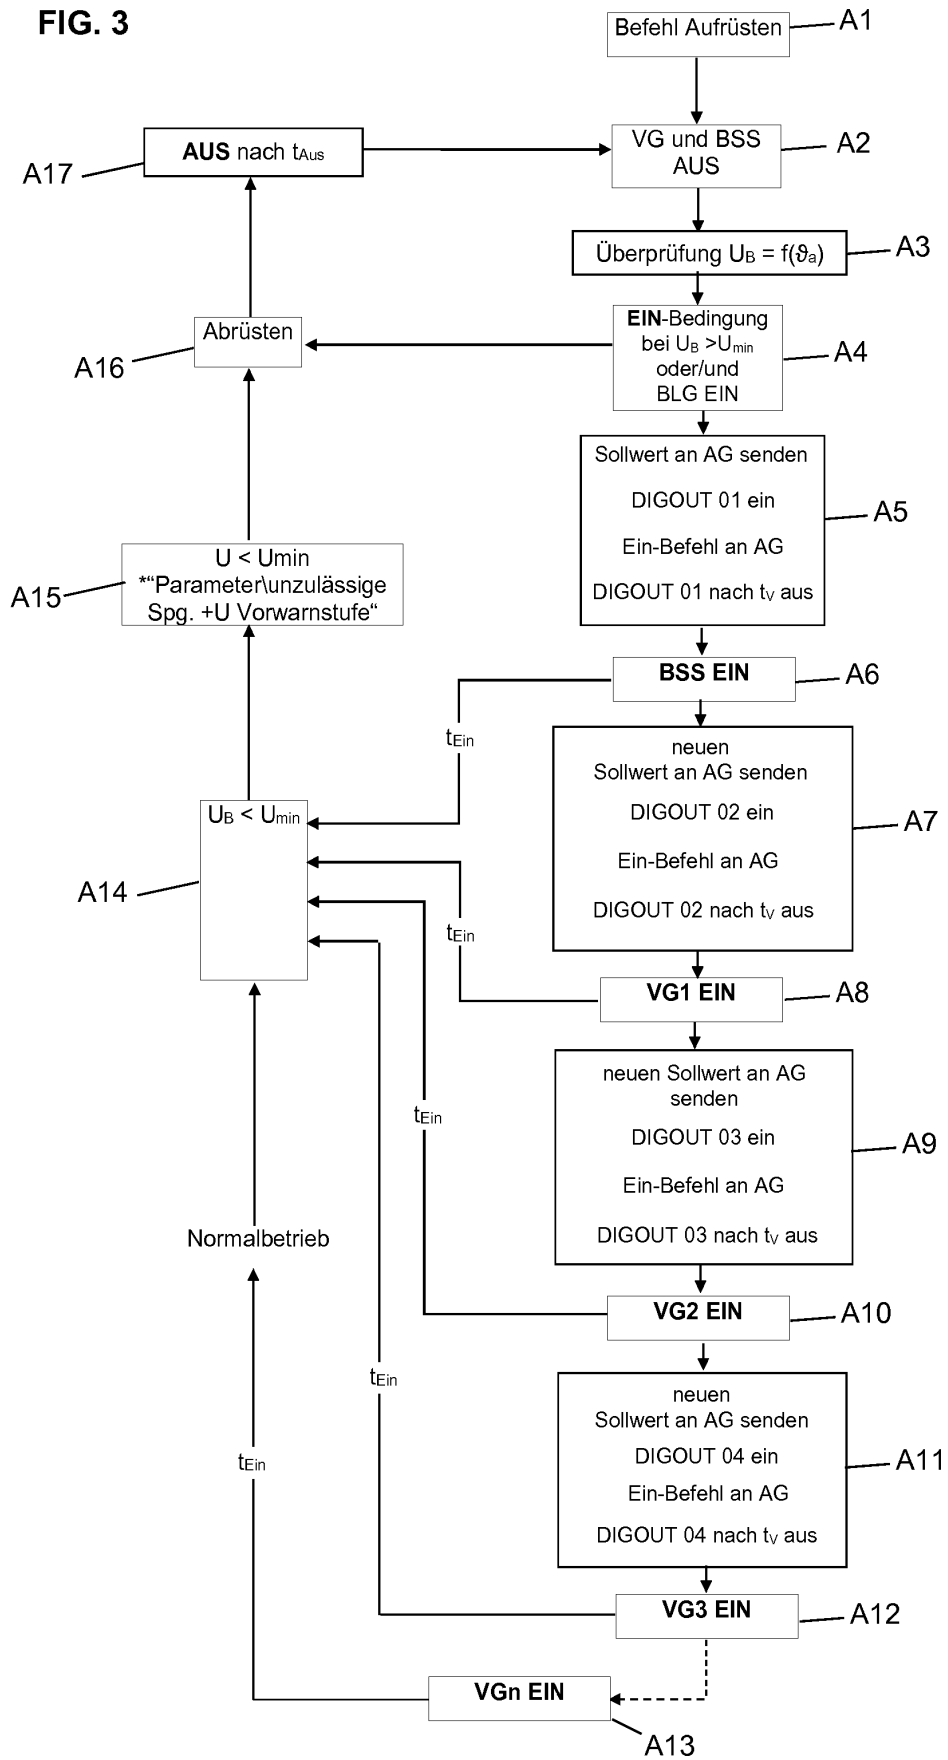 FIG. 3
Befehl Aufrüsten
A1
VG und BSS
AUS
A2
AUS nach tAus
A17
Überprüfung UB = f(ϑa)
A3
EIN-Bedingung
bei UB >Umin
oder/und
BLG EIN
A4
Abrüsten
A16
Sollwert an AG senden
DIGOUT 01 ein
Ein-Befehl an AG
DIGOUT 01 nach tV aus
A5
U < Umin
*“Parameter\unzulässige
Spg. +U Vorwarnstufe“
A15
BSS EIN
A6
tEin
neuen
Sollwert an AG senden
DIGOUT 02 ein
Ein-Befehl an AG
DIGOUT 02 nach tV aus
A7
UB < Umin
A14
tEin
VG1 EIN
A8
neuen Sollwert an AG
senden
DIGOUT 03 ein
Ein-Befehl an AG
DIGOUT 03 nach tV aus
A9
tEin
Normalbetrieb
VG2 EIN
A10
tEin
neuen
Sollwert an AG senden
DIGOUT 04 ein
Ein-Befehl an AG
DIGOUT 04 nach tV aus
A11
tEin
VG3 EIN
A12
VGn EIN
A13